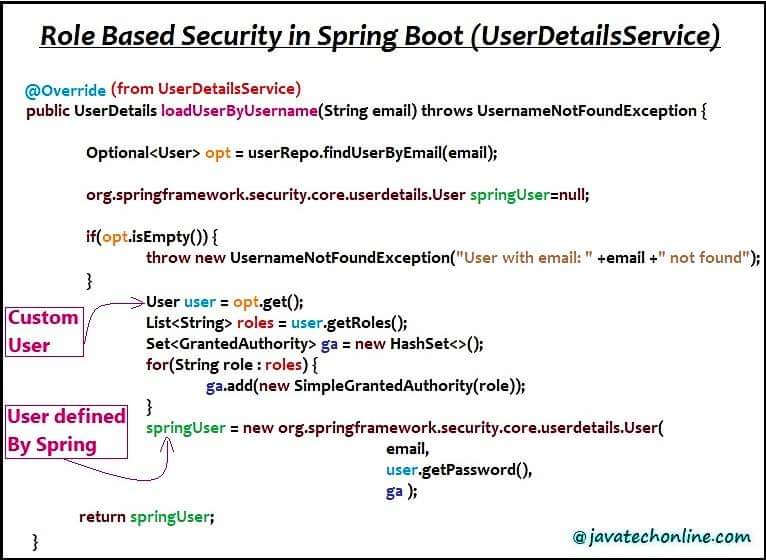 Role Based Security in Spring Boot (UserDetailsService)
@Override (from UserDetailsService)
public UserDetails loadUserByUsername(String email) throws UsernameNotFoundException {
Optional<User> opt = userRepo.findUserByEmail(email);
org.springframework.security.core.userdetails.User springUser=null;
if(opt.isEmpty()) {
throw new UsernameNotFoundException("User with email: " +email +" not found");
}
User user = opt.get();
Custom
User
List<String> roles = user.getRoles();
Set<GrantedAuthority> ga = new HashSet<>();
for(String role : roles) {
ga.add(new SimpleGrantedAuthority(role));
}
User defined
By Spring
springUser = new org.springframework.security.core.userdetails.User(
email,
user.getPassword(),
ga );
return springUser;
}
@ javatechonline.com